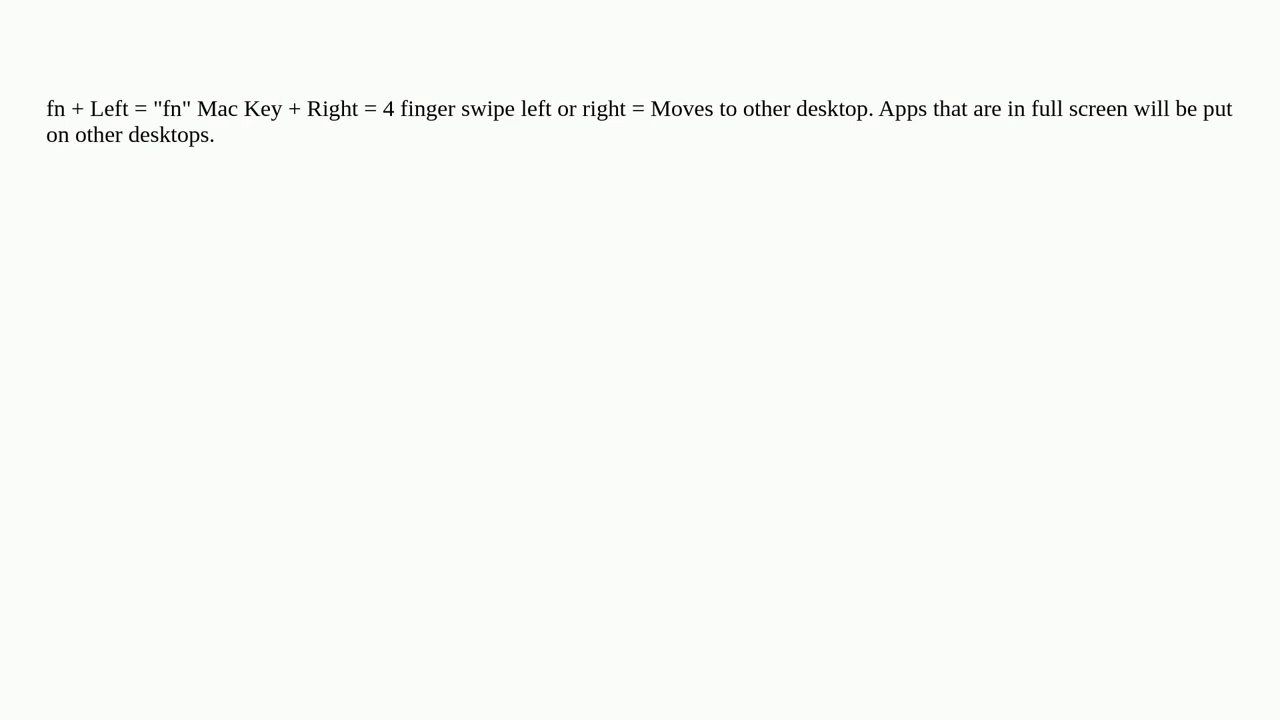 fn + Left = "fn" Mac Key + Right = 4 finger swipe left or right = Moves to other desktop. Apps that are in full screen will be put
on other desktops.